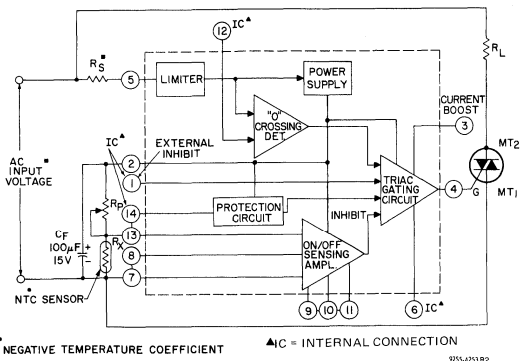 12
IC▲
RS■
5
LIMITER
POWER SUPPLY
RL
"0" CROSSING DET.
CURRENT BOOST
3
MT2
G
MT1
IC▲
EXTERNAL INHIBIT
2
1
AC INPUT VOLTAGE■
TRIAC GATING CIRCUIT
4
14
PROTECTION CIRCUIT
INHIBIT
RP
13
CF 100µF 15V
+
RX
8
ON/OFF SENSING AMPL.
7
9
10
11
6
IC▲
NTC SENSOR
NEGATIVE TEMPERATURE COEFFICIENT
▲IC = INTERNAL CONNECTION